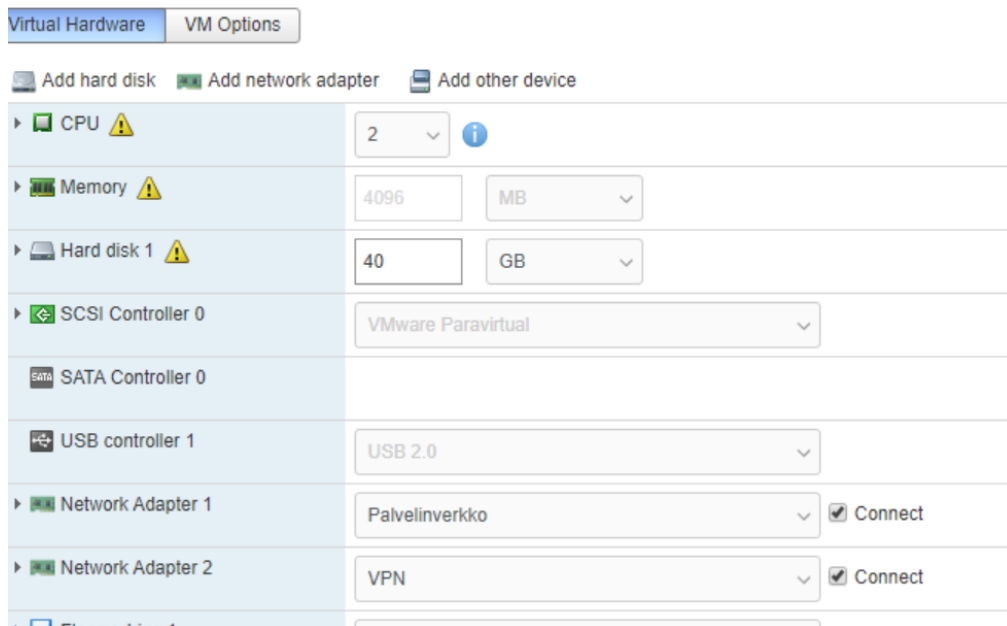 Virtual Hardware VM Options
Add hard disk Add network adapter Add other device
CPU 2
Memory 4096 MB
Hard disk 1 40 GB
SCSI Controller 0 VMware Paravirtual
SATA SATA Controller 0
USB controller 1 USB 2.0
Network Adapter 1 Palvelinverkko Connect
Network Adapter 2 VPN Connect